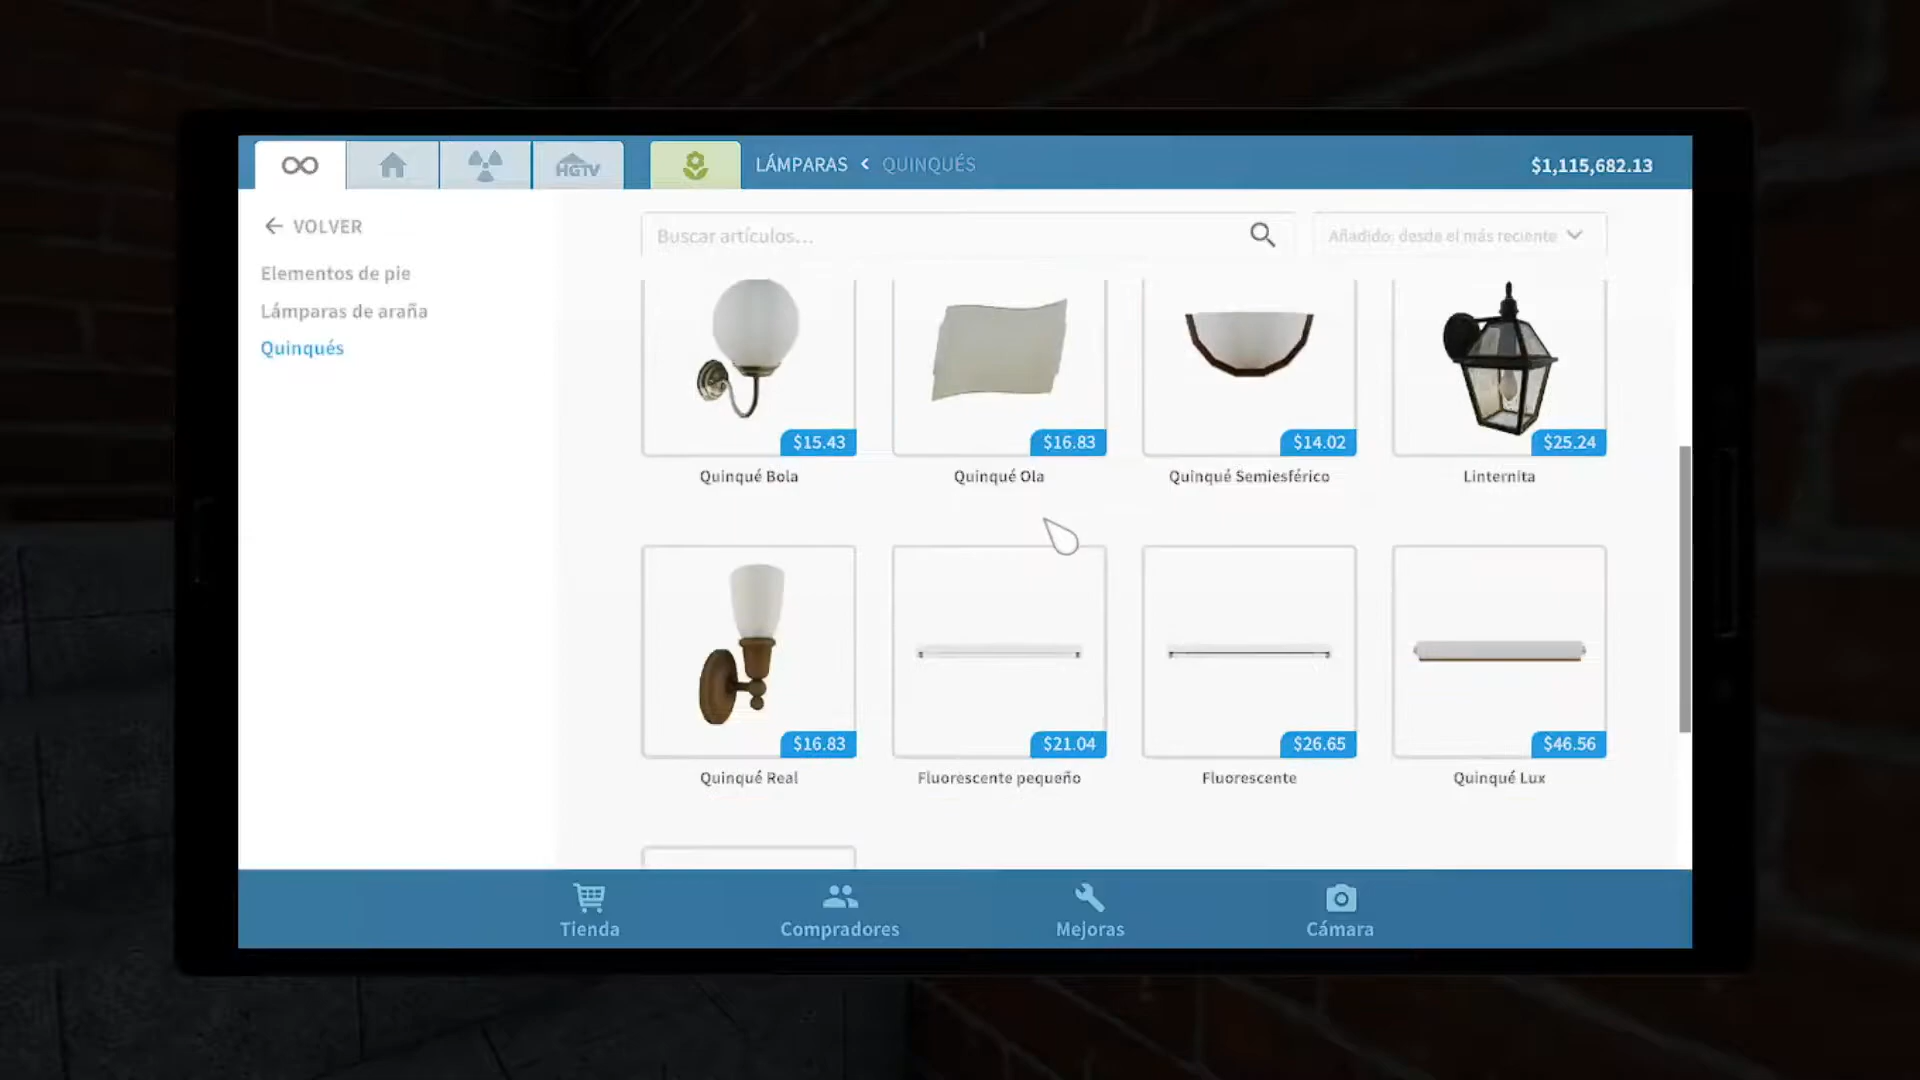 HGTV
LÁMPARAS < QUINQUÉS
$1,115,682.13
VOLVER
Elementos de pie
Lámparas de araña
Quinqués
Buscar artículos...
Añadido: desde el más reciente
$15.43
$16.83
$14.02
$25.24
Quinqué Bola
Quinqué Ola
Quinqué Semiesférico
Linternita
$16.83
$21.04
$26.65
$46.56
Quinqué Real
Fluorescente pequeño
Fluorescente
Quinqué Lux
Tienda
Compradores
Mejoras
Cámara